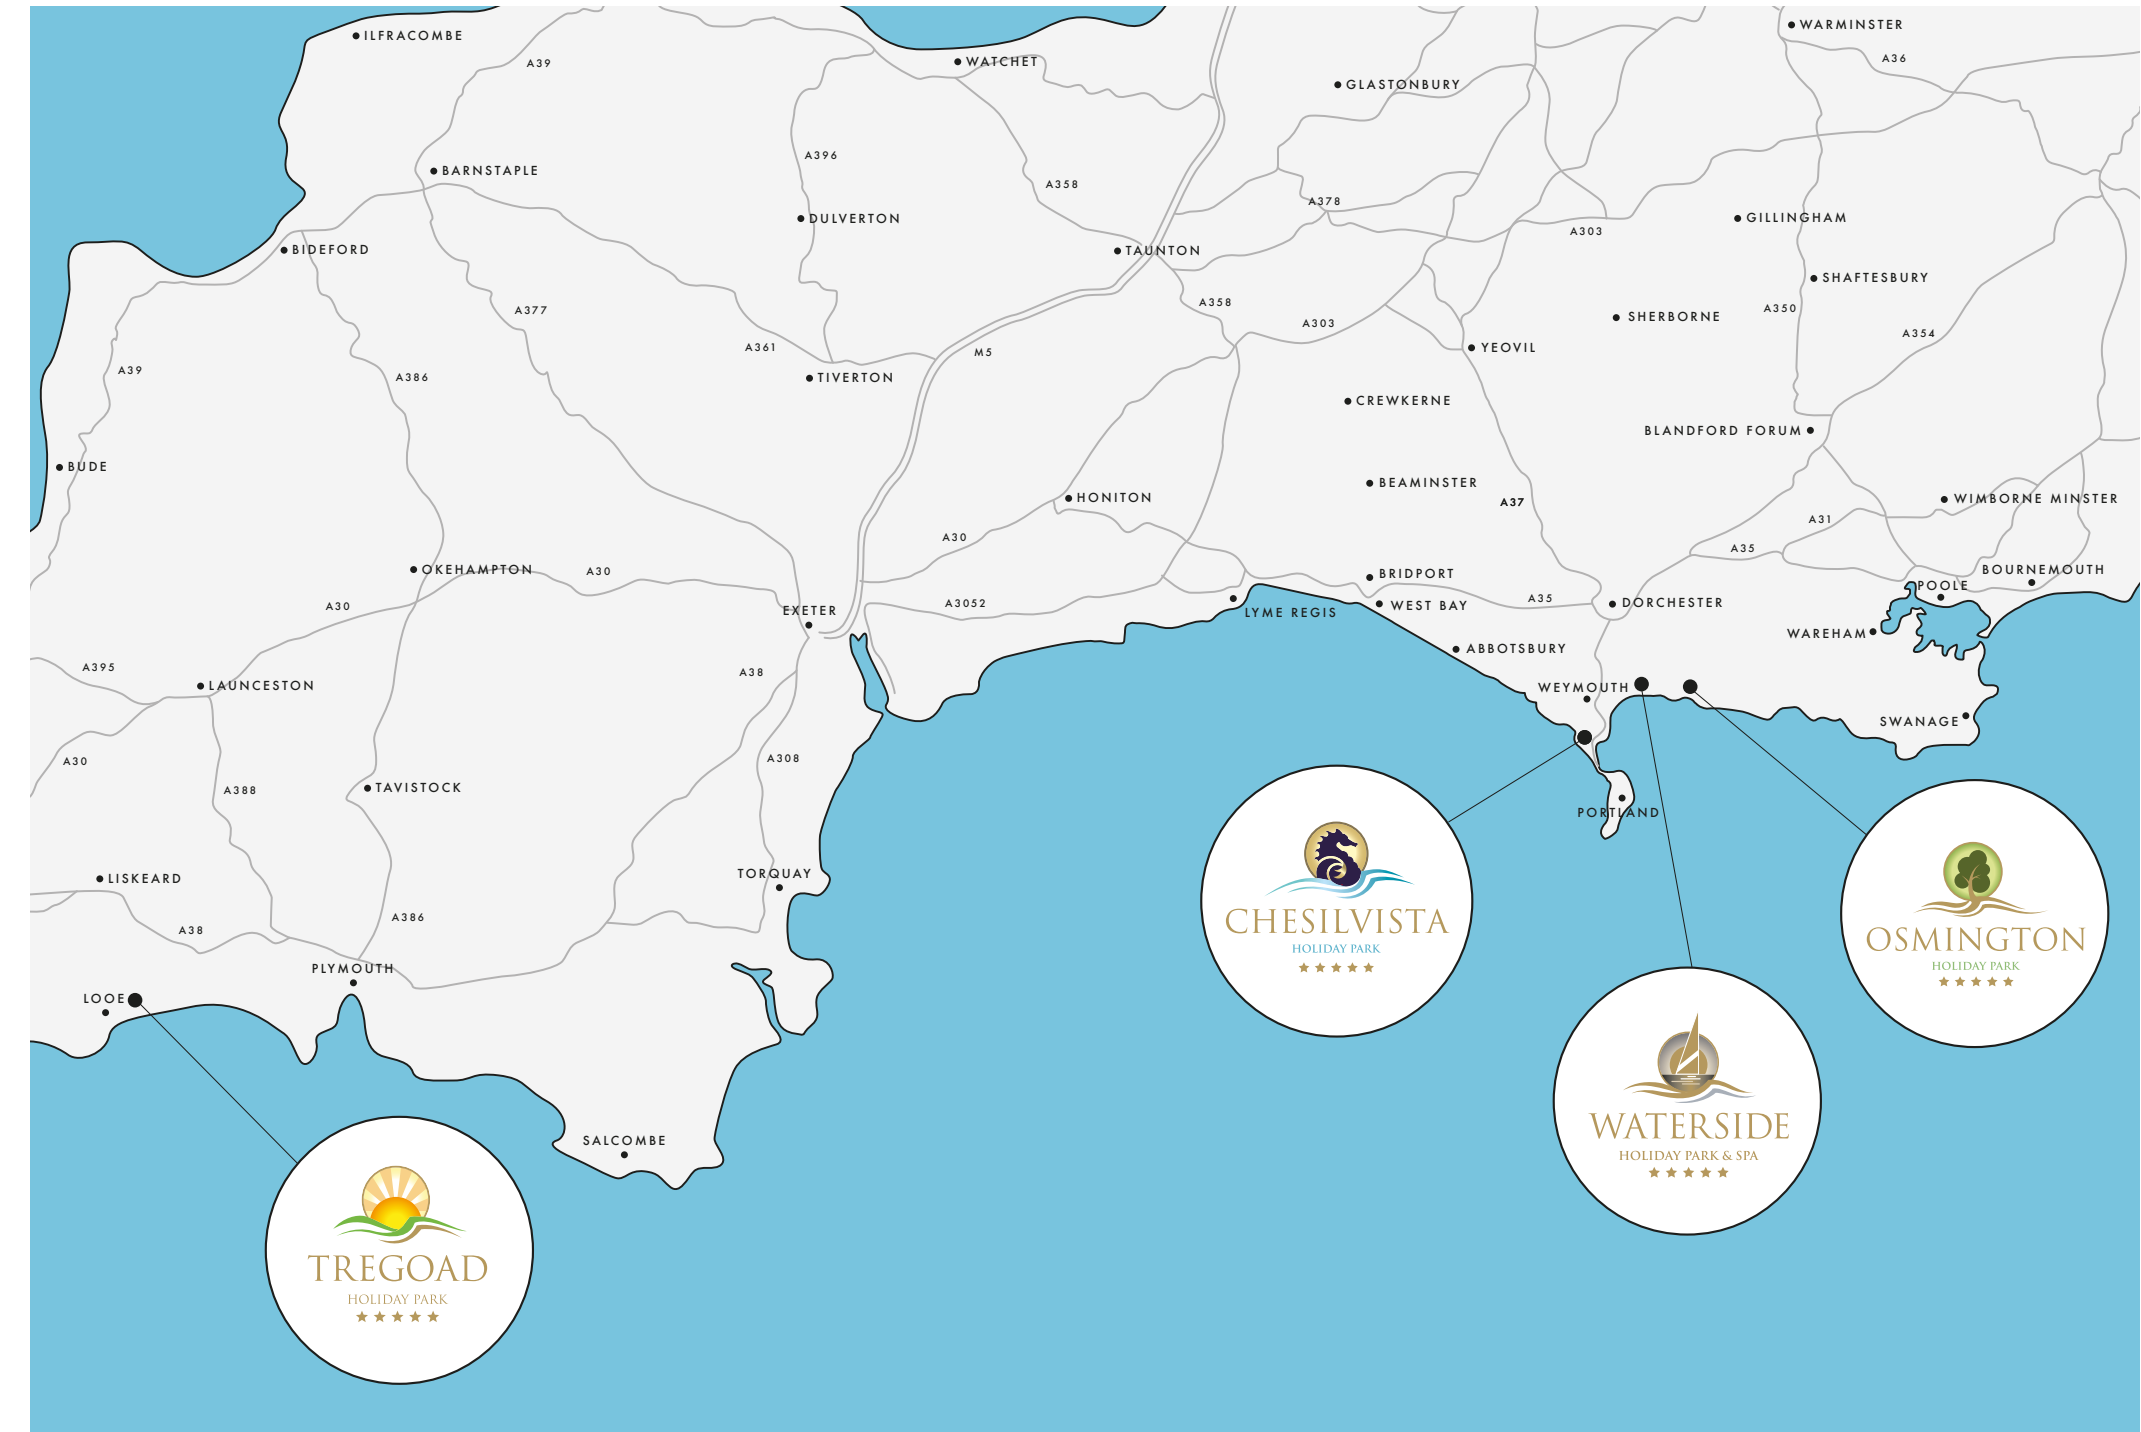 ILFRACOMBE
WARMINSTER
A39
WATCHET
A36
GLASTONBURY
A396
BARNSTAPLE
A358
A378
DULVERTON
GILLINGHAM
A303
BIDEFORD
TAUNTON
SHAFTESBURY
A377
A358
A303
A350
SHERBORNE
A354
A361
M5
YEOVIL
A39
A386
TIVERTON
CREWKERNE
BLANDFORD FORUM
BUDE
HONITON
BEAMINSTER
A37
WIMBORNE MINSTER
A31
A30
A35
OKEHAMPTON
A30
BRIDPORT
BOURNEMOUTH
POOLE
A30
EXETER
A3052
LYME REGIS
WEST BAY
A35
DORCHESTER
WAREHAM
A395
A38
ABBOTSBURY
LAUNCESTON
WEYMOUTH
SWANAGE
A30
A308
A388
TAVISTOCK
PORTLAND
LISKEARD
TORQUAY
A38
A386
CHESILVISTA
HOLIDAY PARK
OSMINGTON
HOLIDAY PARK
PLYMOUTH
LOOE
WATERSIDE
HOLIDAY PARK & SPA
SALCOMBE
TREGOAD
HOLIDAY PARK